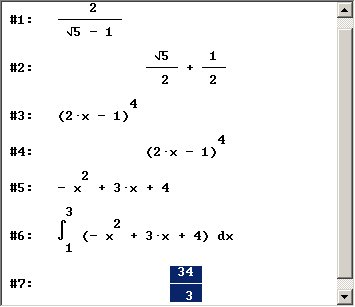 #1: 2 / (√5 - 1)
#2: √5 / 2 + 1 / 2
#3: (2·x - 1)^4
#4: (2·x - 1)^4
#5: - x^2 + 3·x + 4
#6: ∫_1^3 (- x^2 + 3·x + 4) dx
#7: 34 / 3